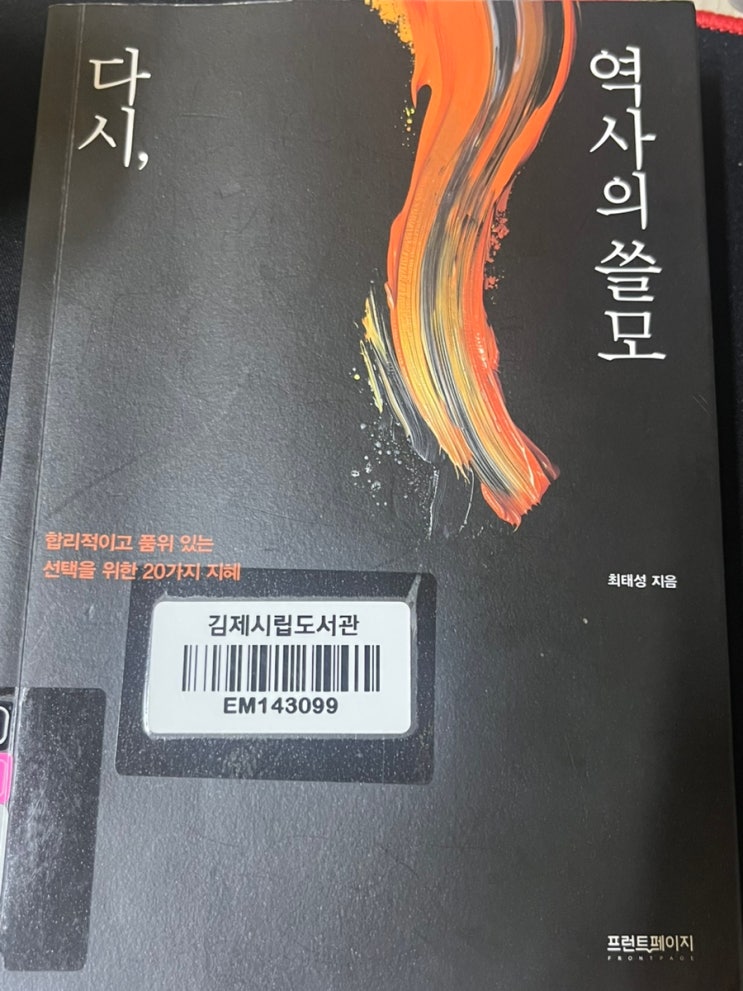 다시,
역사의 쓸모
합리적이고 품위 있는
선택을 위한 20가지 지혜
최태성 지음
김제시립도서관
EM143099
프런트페이지
FRONTPAGE